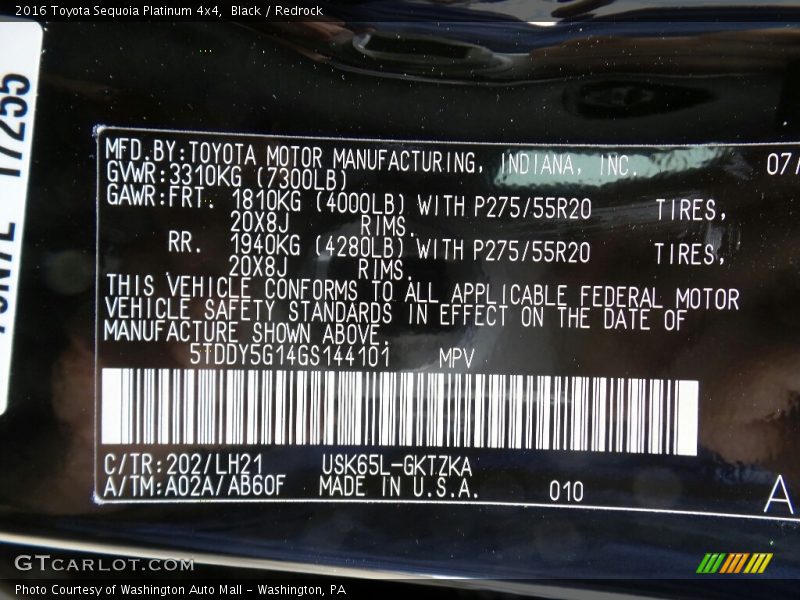 2016 Toyota Sequoia Platinum 4x4, Black / Redrock
17255
MFD.BY:TOYOTA MOTOR MANUFACTURING, INDIANA, INC. 07/
GVWR:3310KG (7300LB)
GAWR:FRT. 1810KG (4000LB) WITH P275/55R20 TIRES,
20X8J RIMS.
RR. 1940KG (4280LB) WITH P275/55R20 TIRES,
20X8J RIMS.
THIS VEHICLE CONFORMS TO ALL APPLICABLE FEDERAL MOTOR
VEHICLE SAFETY STANDARDS IN EFFECT ON THE DATE OF
MANUFACTURE SHOWN ABOVE.
5TDDY5G14GS144101 MPV
C/TR:202/LH21 USK65L-GKTZKA
A/TM:A02A/AB60F MADE IN U.S.A. 010 A
GTCARLOT.COM
Photo Courtesy of Washington Auto Mall - Washington, PA